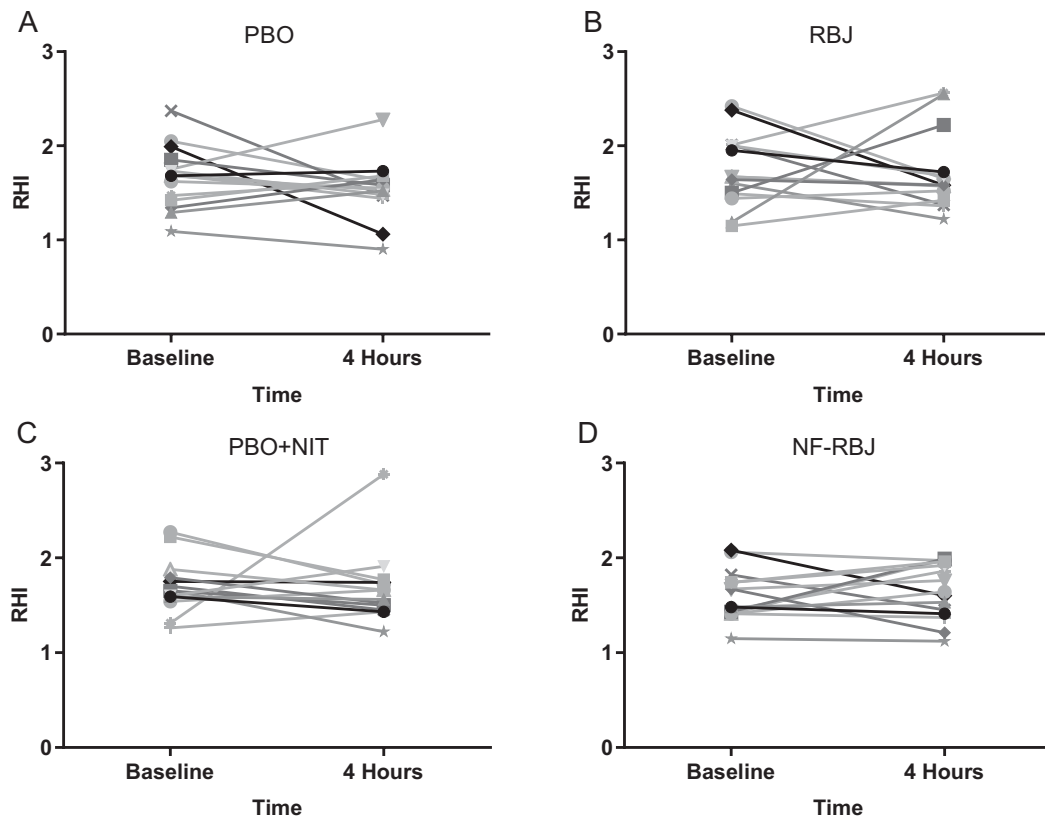 A
PBO
3
2
1
0
RHI
Baseline
4 Hours
Time
B
RBJ
3
2
1
0
RHI
Baseline
4 Hours
Time
C
PBO+NIT
3
2
1
0
RHI
Baseline
4 Hours
Time
D
NF-RBJ
3
2
1
0
RHI
Baseline
4 Hours
Time